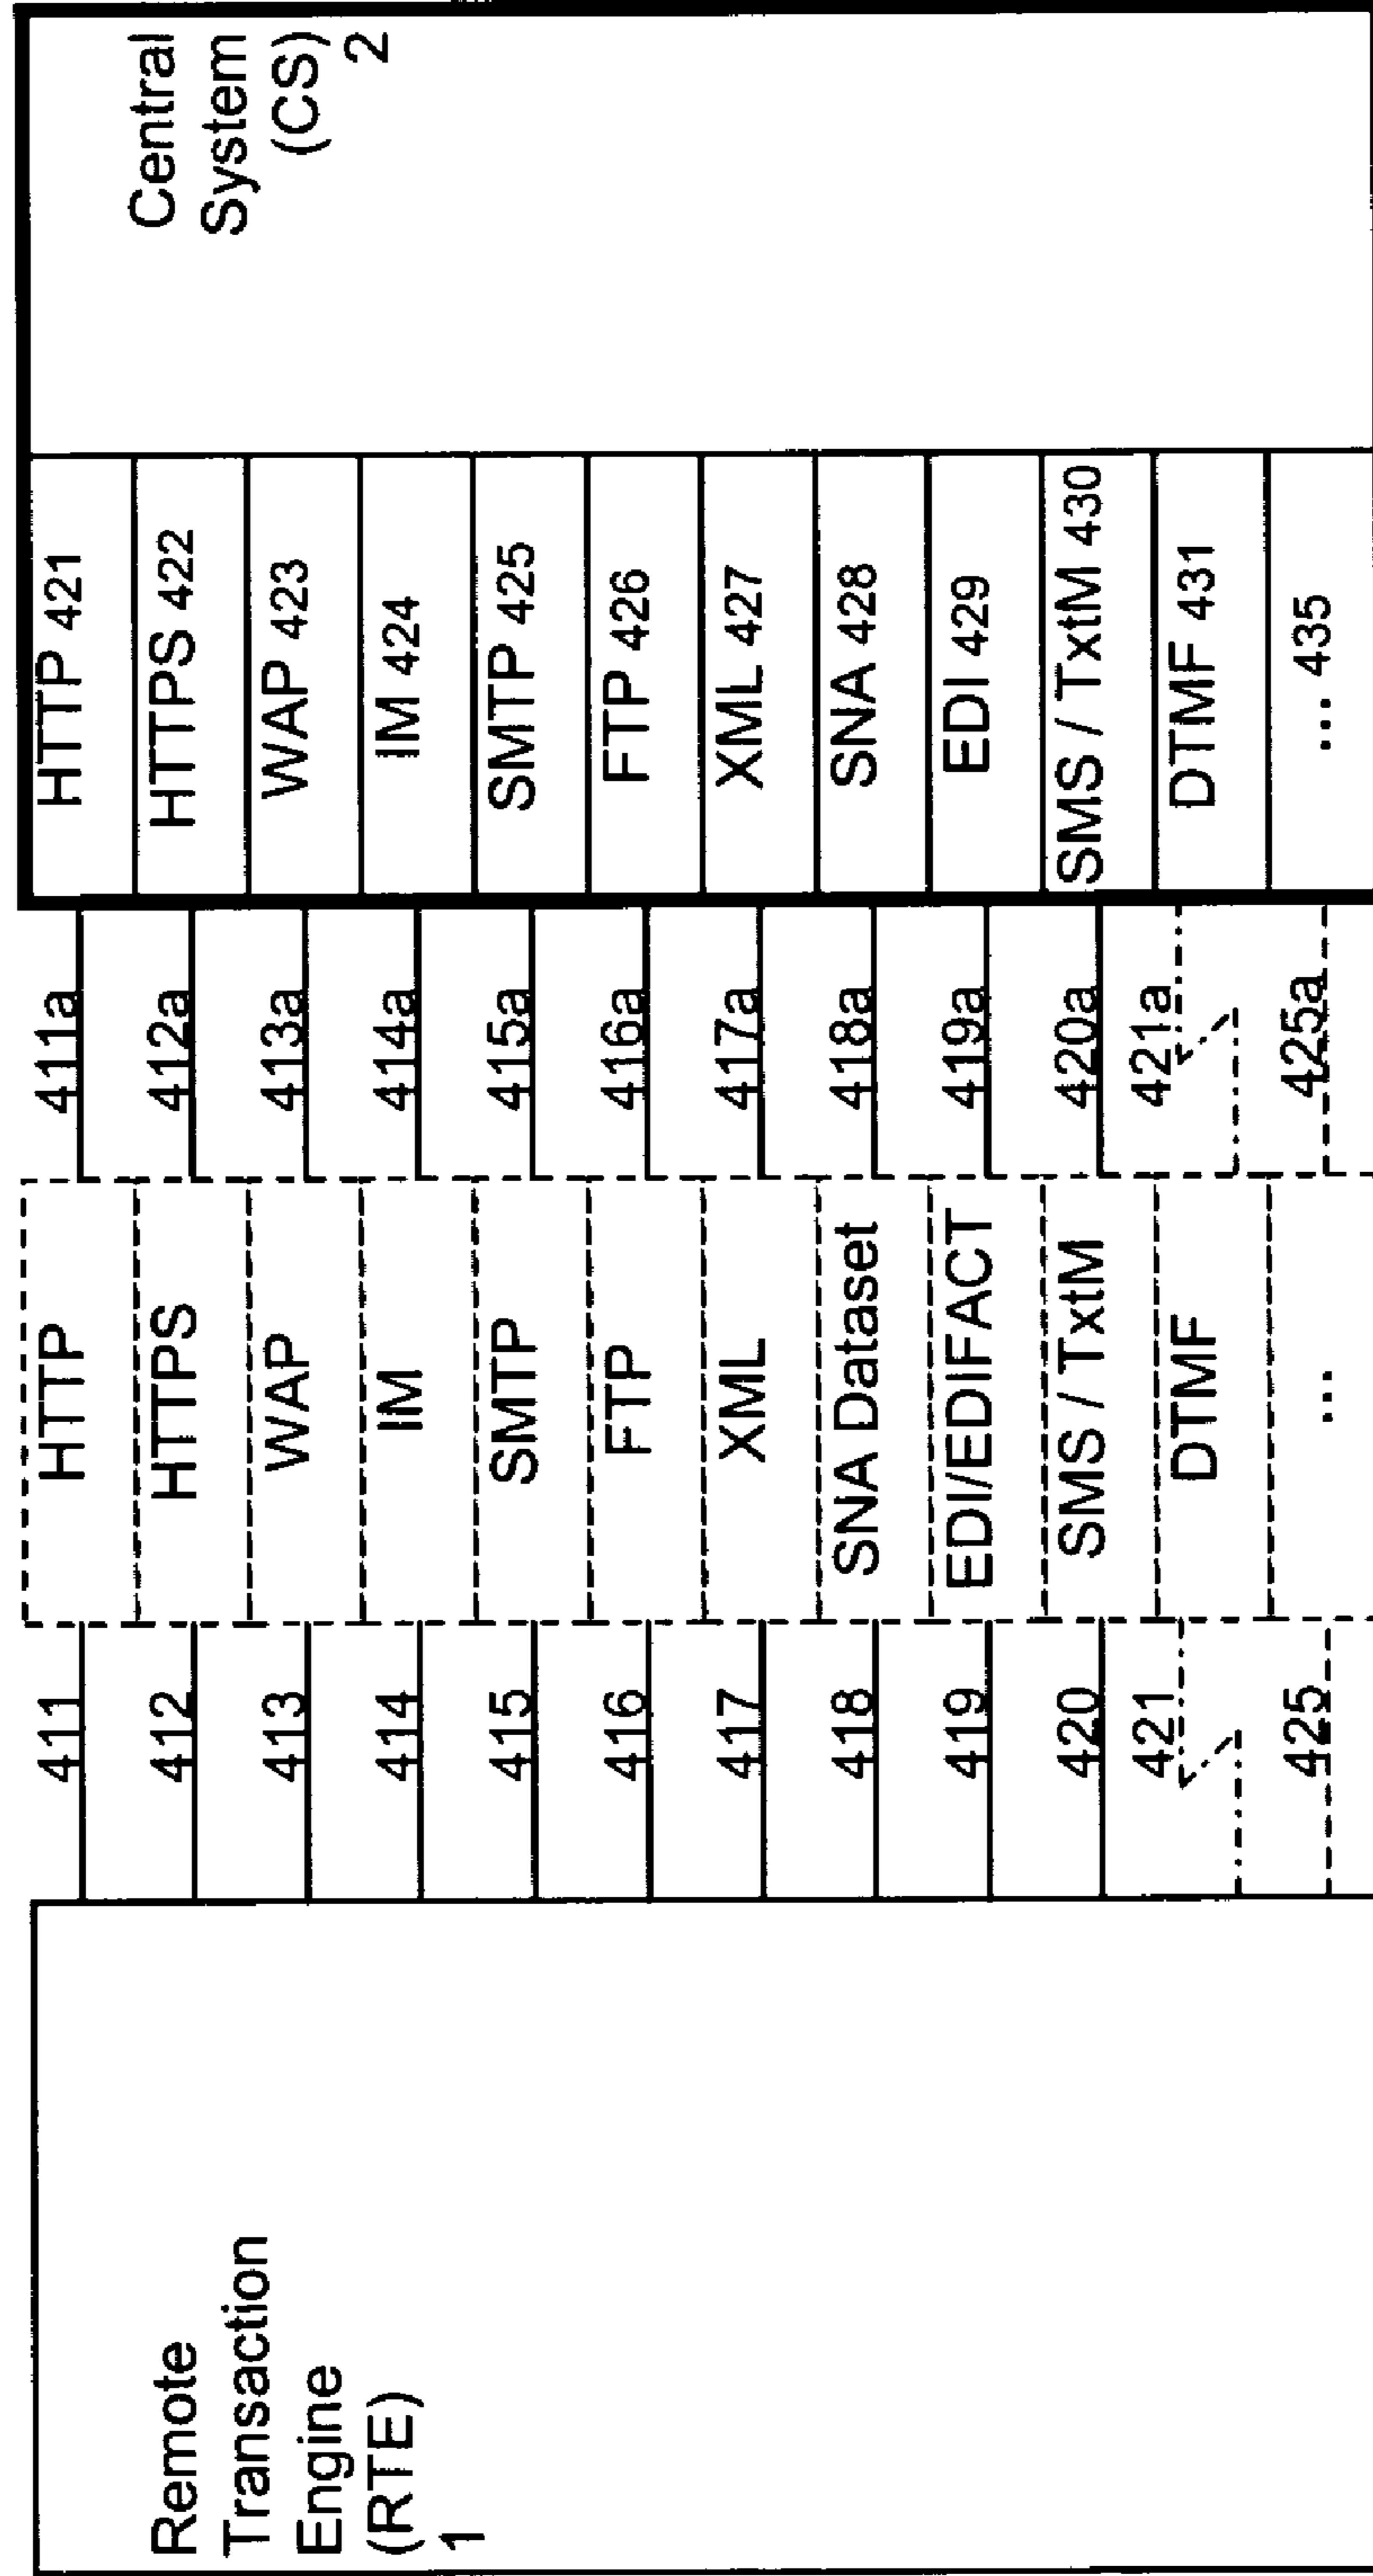 Remote
Transaction
Engine
(RTE)
1
411
412
413
414
415
416
417
418
419
420
421
425
HTTP
HTTPS
WAP
IM
SMTP
FTP
XML
SNA Dataset
EDI/EDIFACT
SMS / TxtM
DTMF
...
411a
412a
413a
414a
415a
416a
417a
418a
419a
420a
421a
425a
HTTP 421
HTTPS 422
WAP 423
IM 424
SMTP 425
FTP 426
XML 427
SNA 428
EDI 429
SMS / TxtM 430
DTMF 431
... 435
Central
System
(CS)
2